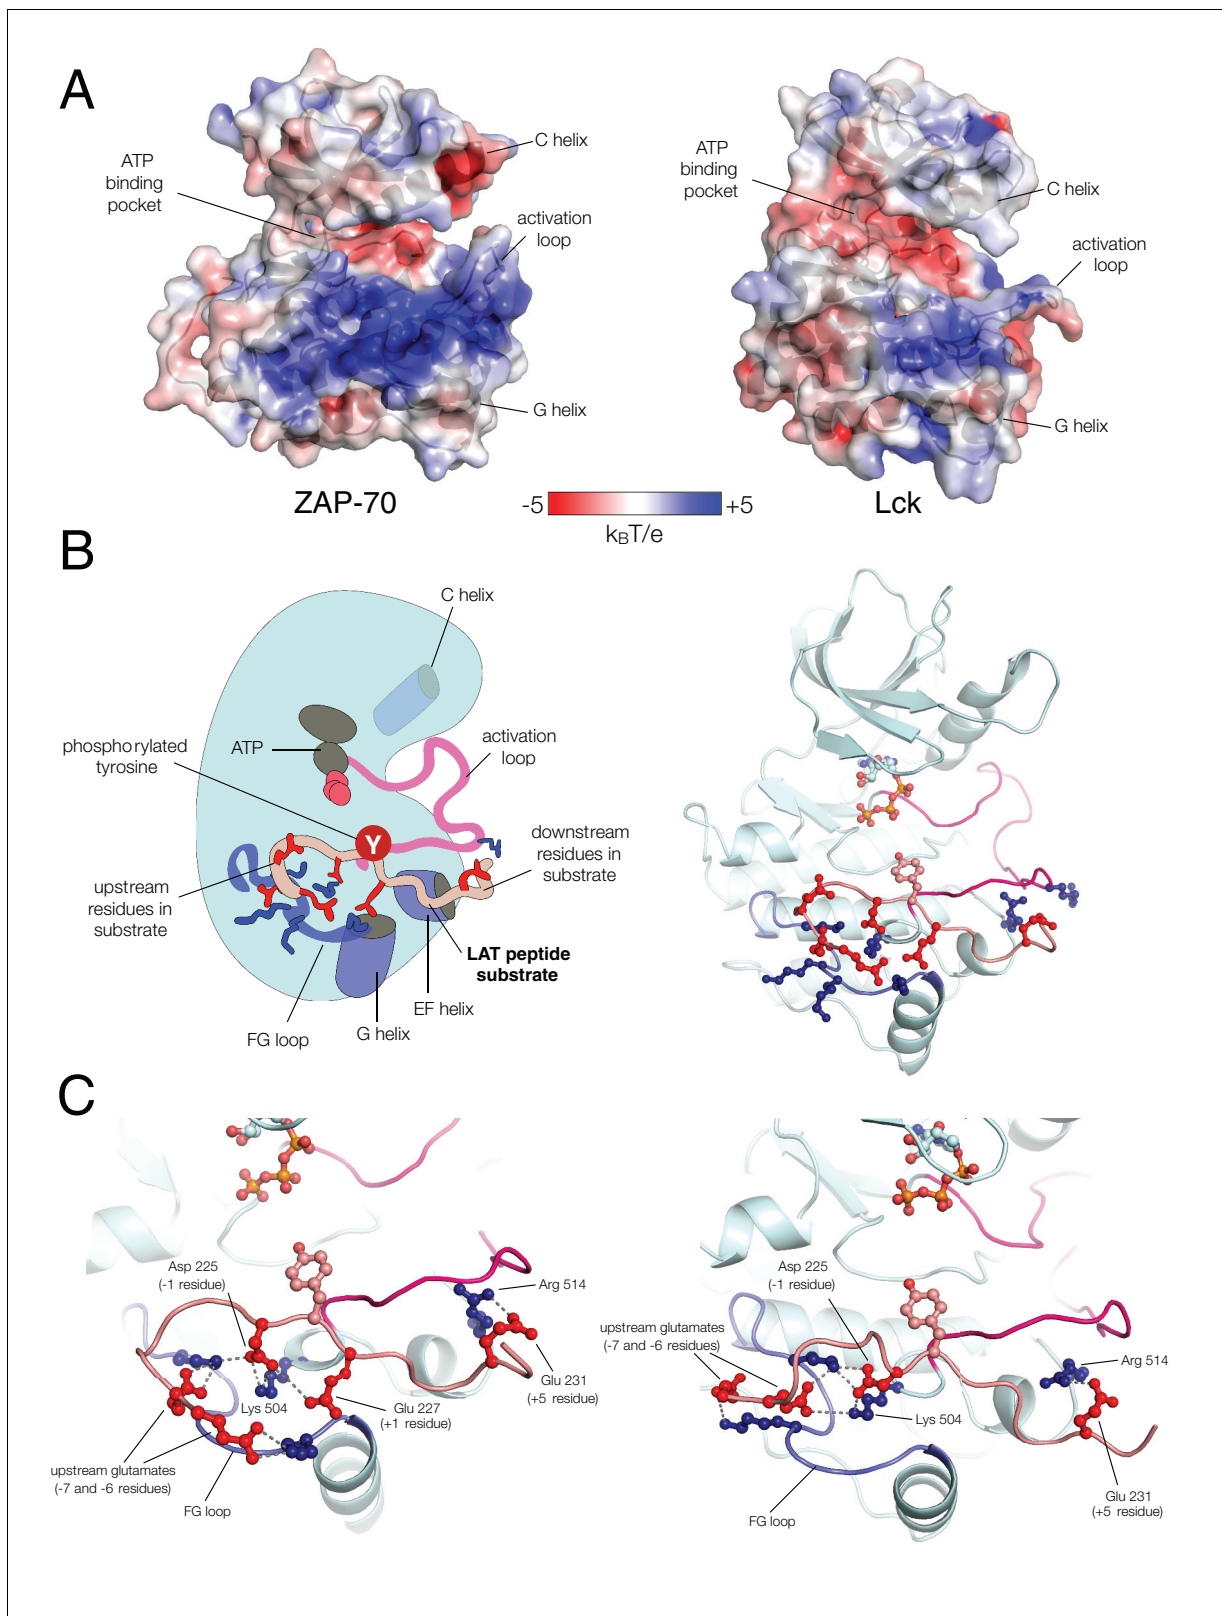 A
ATP
binding
pocket
C helix
activation
loop
G helix
ATP
binding
pocket
C helix
activation
loop
G helix
ZAP-70
-5
+5
kBT/e
Lck
B
C helix
phosphorylated
tyrosine
ATP
activation
loop
Y
downstream
residues in
substrate
upstream
residues in
substrate
LAT peptide
substrate
EF helix
FG loop
G helix
C
Asp 225
(-1 residue)
Arg 514
Glu 231
(+5 residue)
Lys 504
Glu 227
(+1 residue)
upstream glutamates
(-7 and -6 residues)
FG loop
Asp 225
(-1 residue)
upstream glutamates
(-7 and -6 residues)
Arg 514
Lys 504
Glu 231
(+5 residue)
FG loop